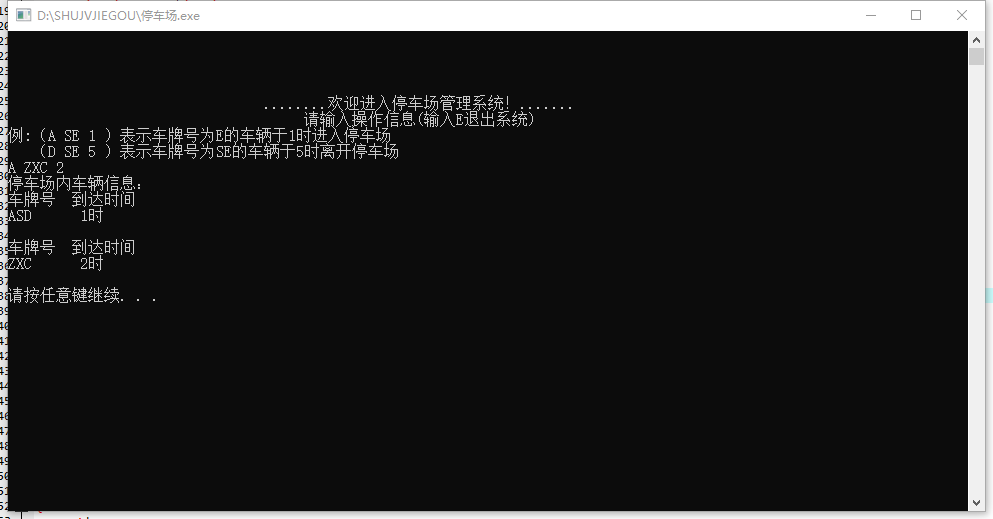 D:\SHUJVJIEGOU\停车场.exe
........欢迎进入停车场管理系统！.......
请输入操作信息(输入E退出系统)
例:（A SE 1 ）表示车牌号为E的车辆于1时进入停车场
（D SE 5 ）表示车牌号为SE的车辆于5时离开停车场
A ZXC 2
停车场内车辆信息:
车牌号 到达时间
ASD 1时
车牌号 到达时间
ZXC 2时
请按任意键继续. . .